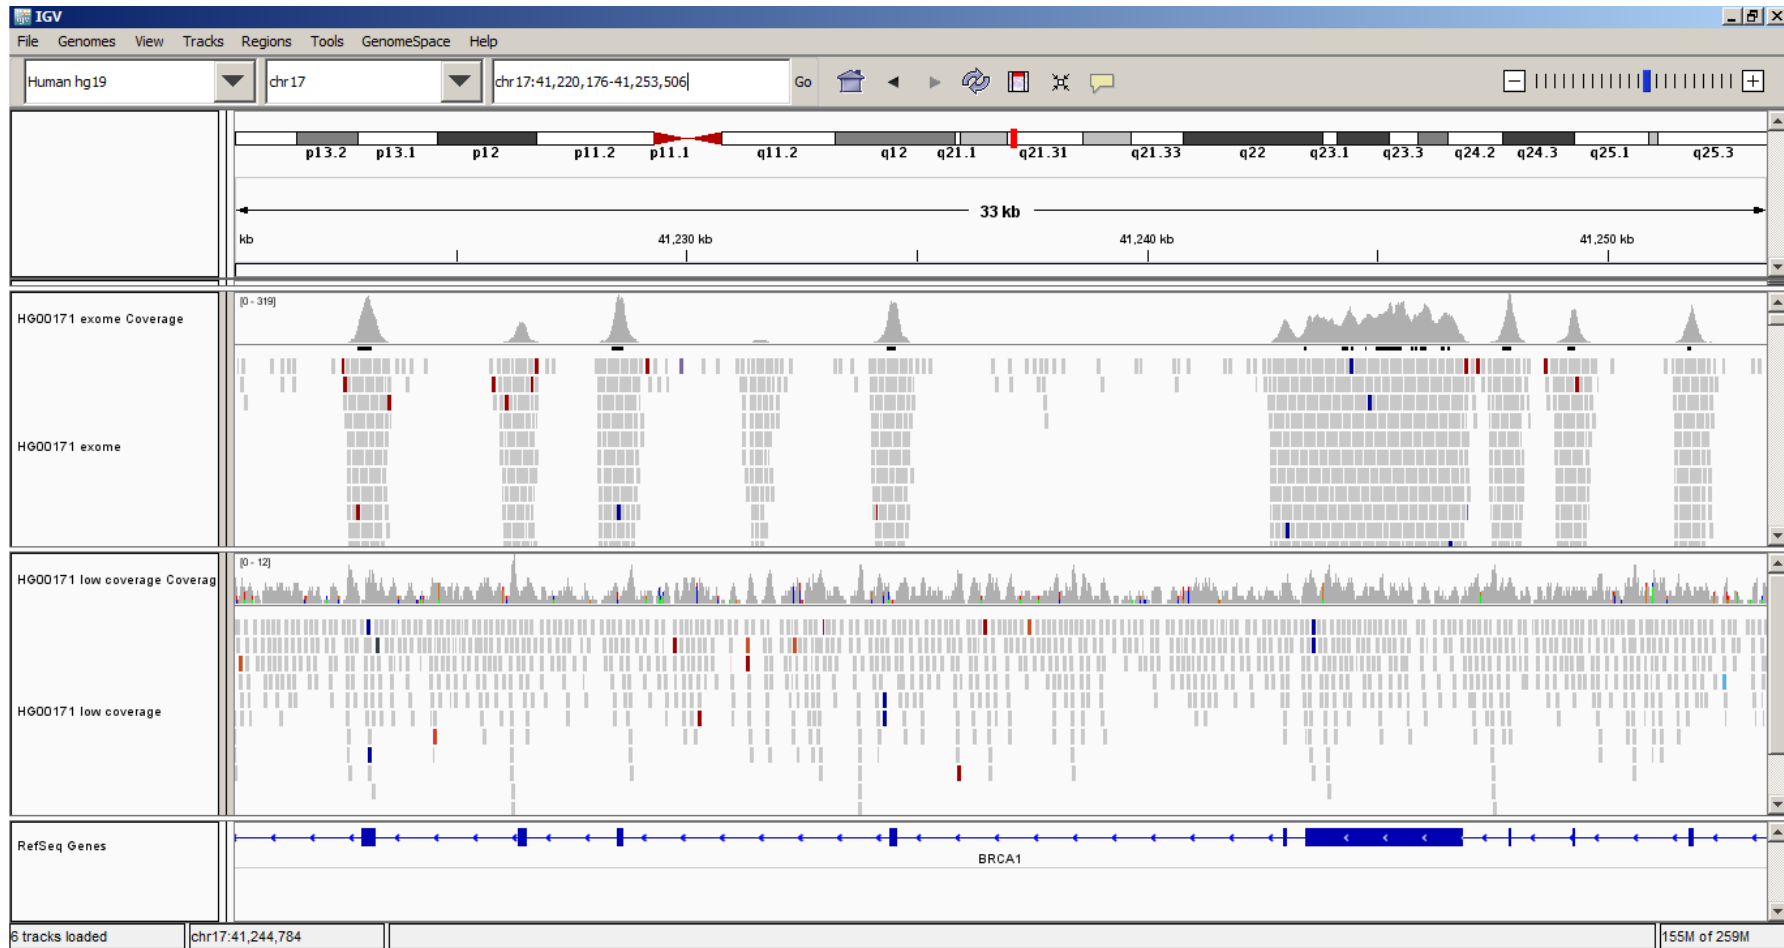 IGV
File Genomes View Tracks Regions Tools GenomeSpace Help
Human hg19 chr17 chr17:41,220,176-41,253,506 Go
p13.2 p13.1 p12 p11.2 p11.1 q11.2 q12 q21.1 q21.31 q21.33 q22 q23.1 q23.3 q24.2 q24.3 q25.1 q25.3
33 kb
kb 41,230 kb 41,240 kb 41,250 kb
[0 - 319]
HG00171 exome Coverage
HG00171 exome
[0 - 12]
HG00171 low coverage Coverag
HG00171 low coverage
RefSeq Genes
BRCA1
6 tracks loaded chr17:41,244,784 155M of 259M